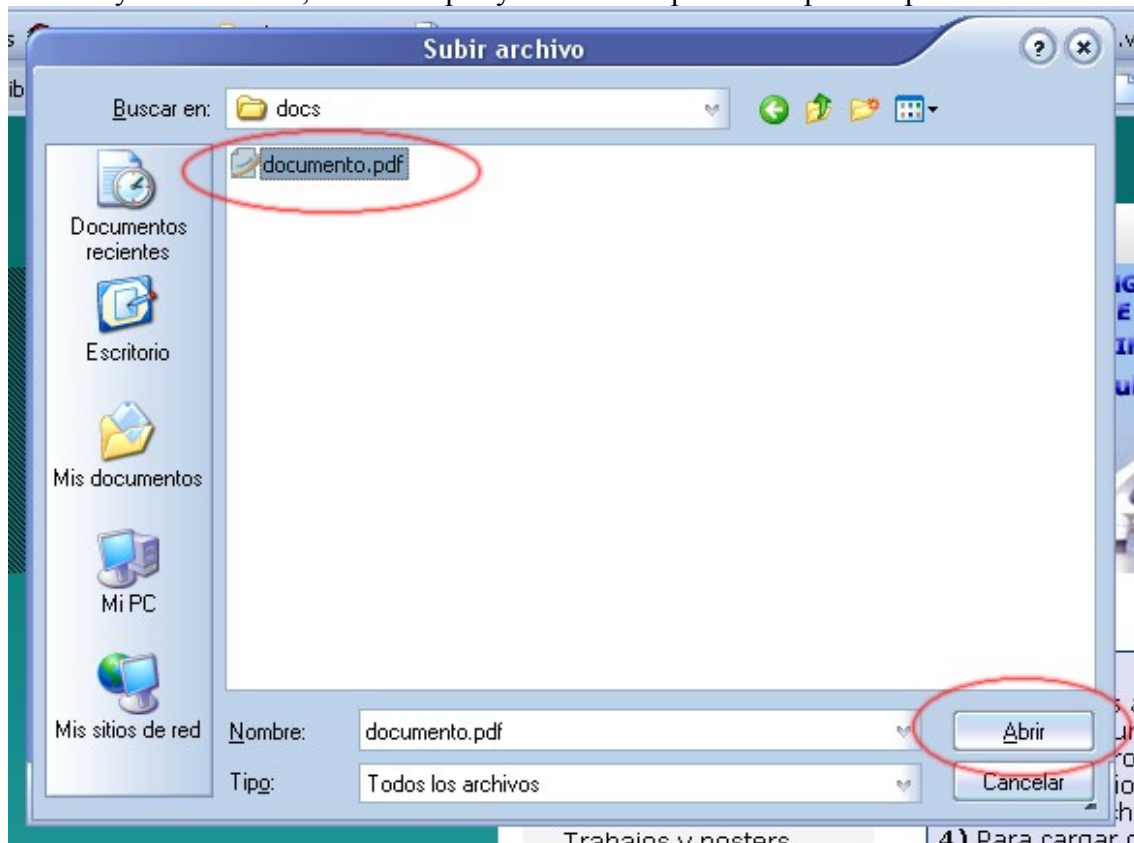 Subir archivo
Buscar en: docs
documento.pdf
Documentos
recientes
Escritorio
Mis documentos
Mi PC
Mis sitios de red
Nombre: documento.pdf
Abrir
Tipo: Todos los archivos
Cancelar
Trabajos y posters
4) Para cargar